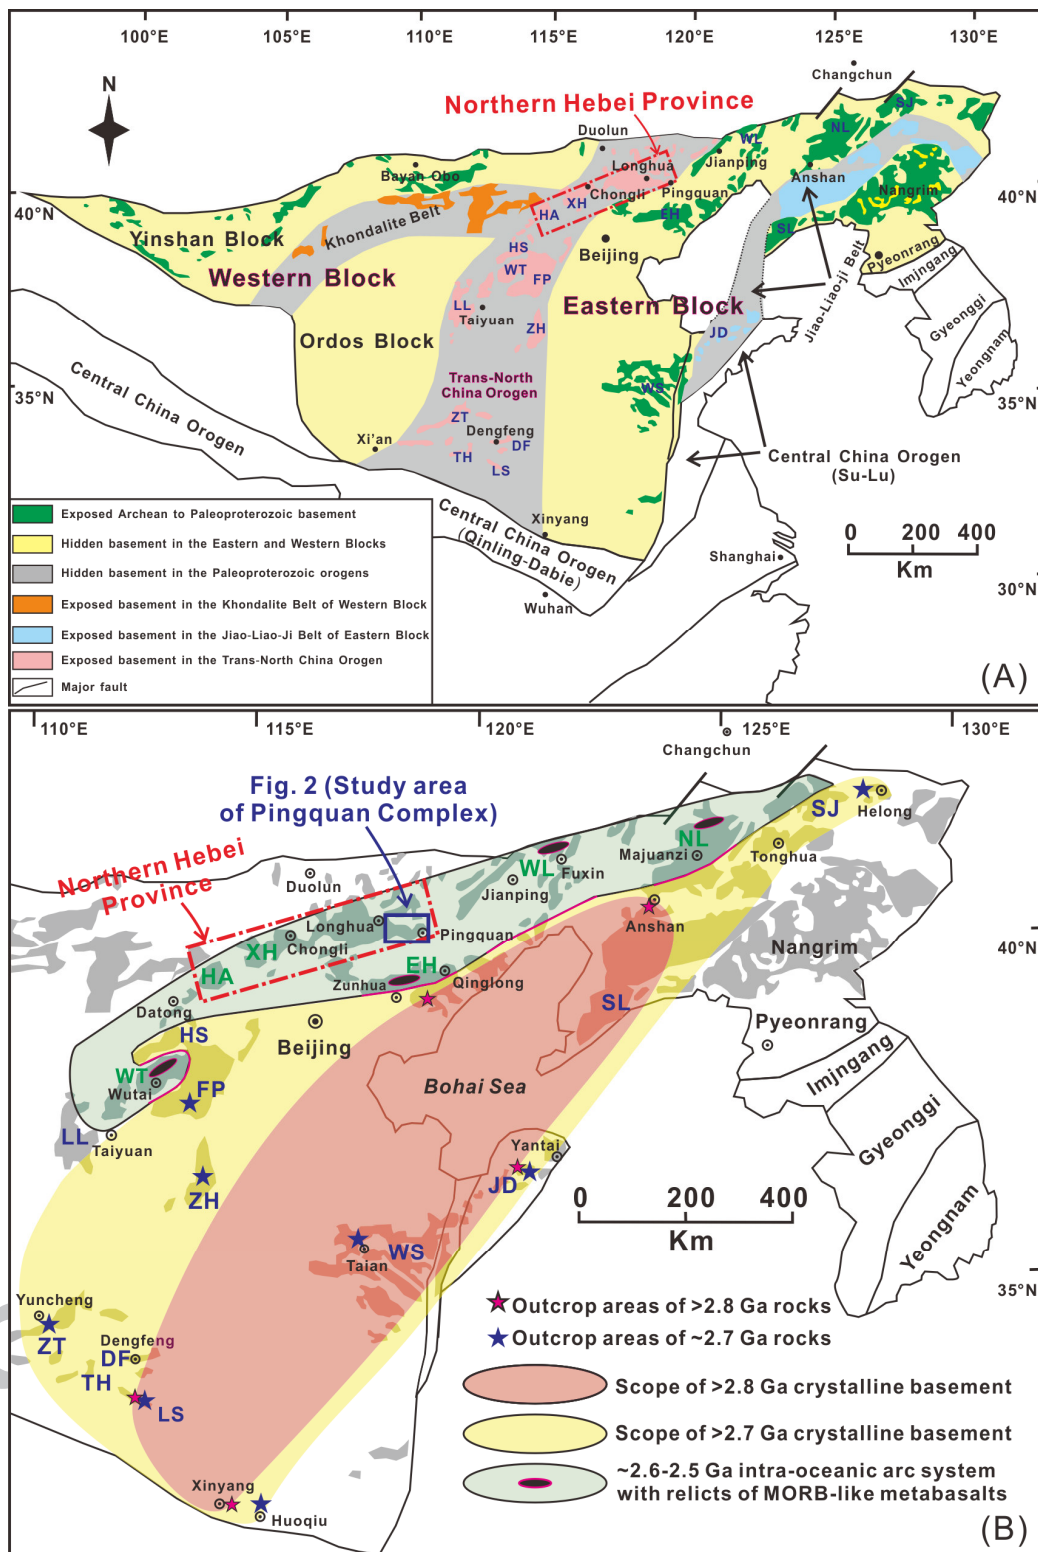 100°E
105°E
110°E
115°E
120°E
125°E
130°E
Changchun
N
Northern Hebei Province
SJ
Duolun
WL
NL
Longhua
Jianping
Bayan Obo
Anshan
Chongli
Pingquan
Nangrim
40°N
40°N
XH
HA
EH
Khondalite Belt
Yinshan Block
SL
HS
Beijing
Pyeonrang
Western Block
WT
FP
Imjngang
Eastern Block
LL
Taiyuan
ZH
JD
Jiao-Liao-ji Belt
Gyeonggi
Ordos Block
Yeongnam
Central China Orogen
Trans-North
China Orogen
WS
35°N
35°N
ZT
Dengfeng
Xi'an
DF
TH
LS
Central China Orogen
(Su-Lu)
Exposed Archean to Paleoproterozoic basement
Hidden basement in the Eastern and Western Blocks
Hidden basement in the Paleoproterozoic orogens
Exposed basement in the Khondalite Belt of Western Block
Exposed basement in the Jiao-Liao-Ji Belt of Eastern Block
Exposed basement in the Trans-North China Orogen
Major fault
Central China Orogen
(Qinling-Dabie)
Xinyang
Wuhan
Shanghai
0 200 400
Km
30°N
(A)
110°E
115°E
120°E
125°E
130°E
Changchun
Fig. 2 (Study area
of Pingquan Complex)
SJ
Helong
NL
Northern Hebei
Province
Duolun
WL
Fuxin
Majuanzi
Tonghua
Jianping
Longhua
Anshan
Chongli
Pingquan
Nangrim
40°N
XH
HA
EH
Zunhua
Qinglong
Datong
SL
HS
Beijing
Pyeonrang
Imjngang
WT
Wutai
FP
Bohai Sea
Gyeonggi
LL
Taiyuan
Yantai
JD
ZH
0 200 400
Km
Yeongnam
WS
Taian
35°N
Yuncheng
ZT
Dengfeng
DF
TH
LS
Xinyang
Huoqiu
Outcrop areas of >2.8 Ga rocks
Outcrop areas of ~2.7 Ga rocks
Scope of >2.8 Ga crystalline basement
Scope of >2.7 Ga crystalline basement
~2.6-2.5 Ga intra-oceanic arc system
with relicts of MORB-like metabasalts
(B)